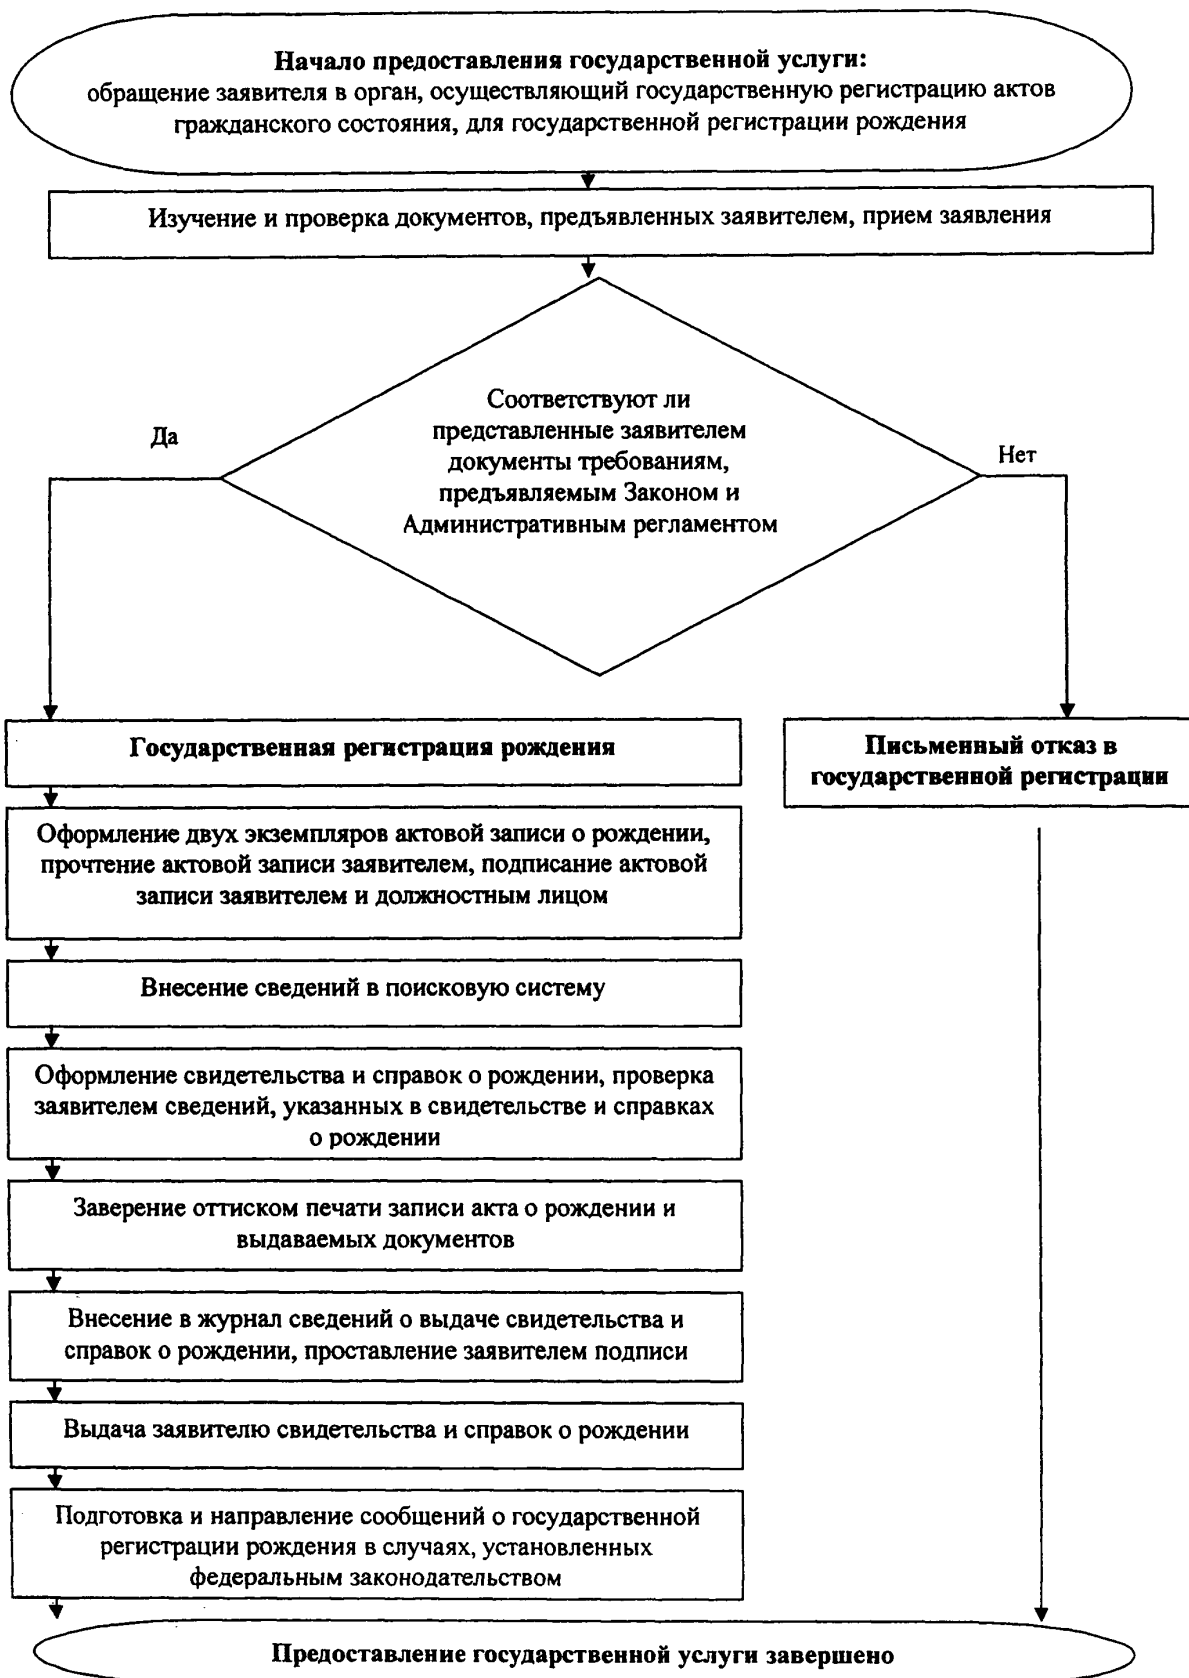 Начало предоставления государственной услуги:
обращение заявителя в орган, осуществляющий государственную регистрацию актов
гражданского состояния, для государственной регистрации рождения
Изучение и проверка документов, предъявленных заявителем, прием заявления
Соответствуют ли
представленные заявителем
документы требованиям,
предъявляемым Законом и
Административным регламентом
Да
Нет
Государственная регистрация рождения
Письменный отказ в
государственной регистрации
Оформление двух экземпляров актовой записи о рождении,
прочтение актовой записи заявителем, подписание актовой
записи заявителем и должностным лицом
Внесение сведений в поисковую систему
Оформление свидетельства и справок о рождении, проверка
заявителем сведений, указанных в свидетельстве и справках
о рождении
Заверение оттиском печати записи акта о рождении и
выдаваемых документов
Внесение в журнал сведений о выдаче свидетельства и
справок о рождении, проставление заявителем подписи
Выдача заявителю свидетельства и справок о рождении
Подготовка и направление сообщений о государственной
регистрации рождения в случаях, установленных
федеральным законодательством
Предоставление государственной услуги завершено